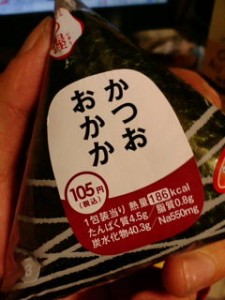 屋
かつお
おかか
105円
(税込)
1包装当り 熱量186kcal
たんぱく質4.5g/脂質0.8g
炭水化物40.3g/Na550mg
3